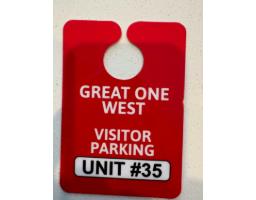 GREAT ONE
WEST
VISITOR
PARKING
UNIT #35